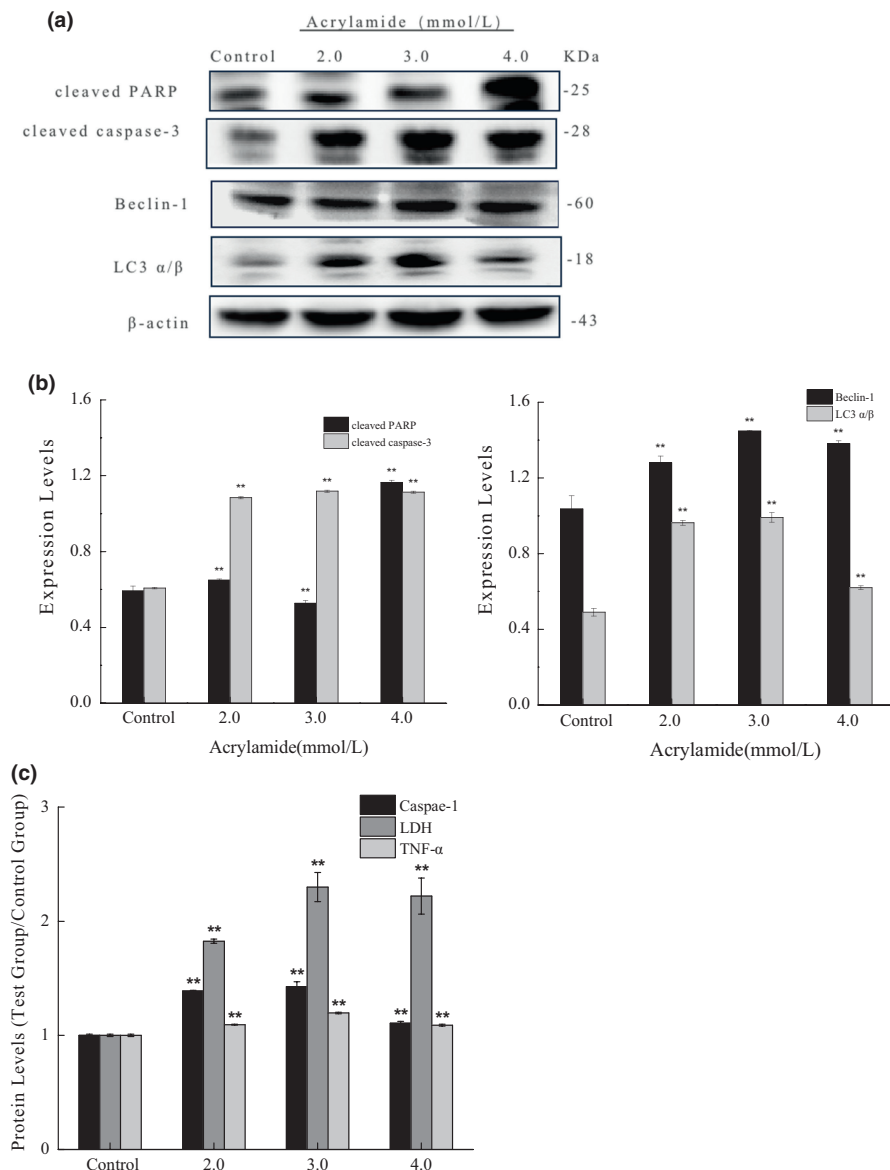 (a)
Acrylamide (mmol/L)
Control 2.0 3.0 4.0 KDa
cleaved PARP -25
cleaved caspase-3 -28
Beclin-1 -60
LC3 α/β -18
β-actin -43
(b)
Expression Levels
1.6
1.2
0.8
0.4
0.0
cleaved PARP
cleaved caspase-3
** ** ** ** ** **
Control 2.0 3.0 4.0
Acrylamide(mmol/L)
Expression Levels
1.6
1.2
0.8
0.4
0.0
Beclin-1
LC3 α/β
** ** ** ** ** **
Control 2.0 3.0 4.0
Acrylamide(mmol/L)
(c)
Protein Levels (Test Group/Control Group)
3
2
1
0
Caspae-1
LDH
TNF-α
** ** ** ** ** ** ** ** **
Control 2.0 3.0 4.0